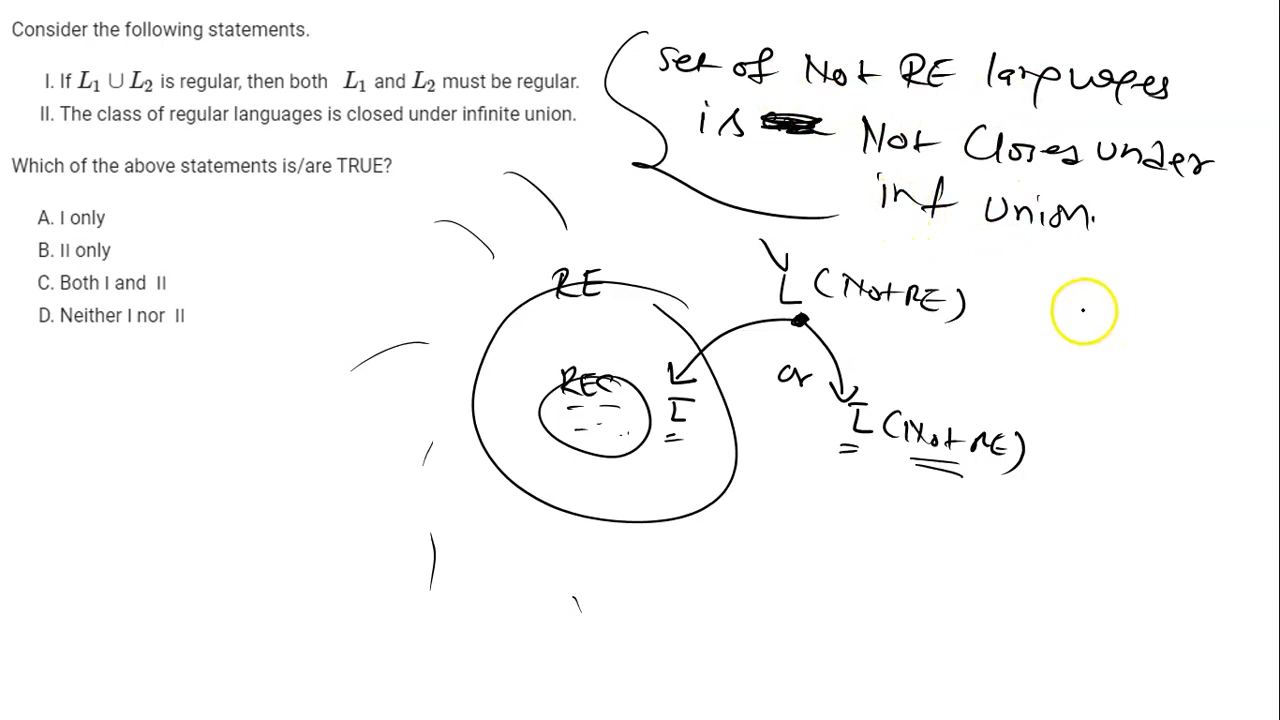 Consider the following statements.
I. If L₁ ∪ L₂ is regular, then both L₁ and L₂ must be regular.
II. The class of regular languages is closed under infinite union.
Which of the above statements is/are TRUE?
A. I only
B. II only
C. Both I and II
D. Neither I nor II
Set of Not RE languages
is Not Closed under
inf union.
RE
L (Not RE)
REC
L̅
or
L̅ (Not RE)